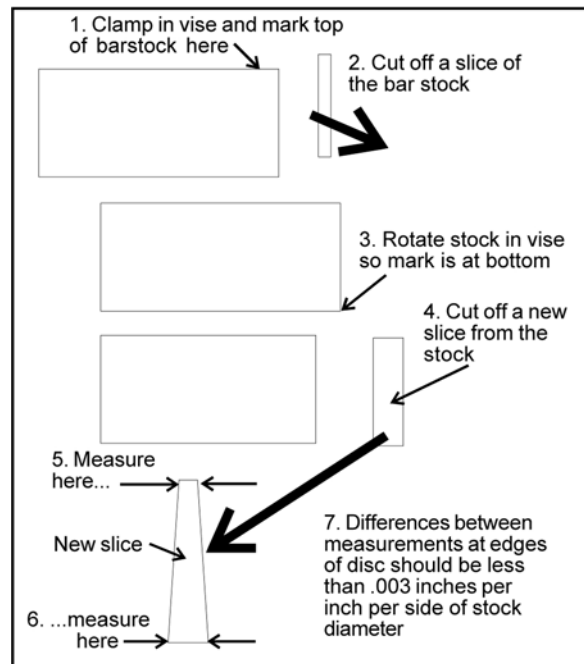 1. Clamp in vise and mark top
of barstock here
2. Cut off a slice of
the bar stock
3. Rotate stock in vise
so mark is at bottom
4. Cut off a new
slice from the
stock
5. Measure
here...
New slice
6. ...measure
here
7. Differences between
measurements at edges
of disc should be less
than .003 inches per
inch per side of stock
diameter